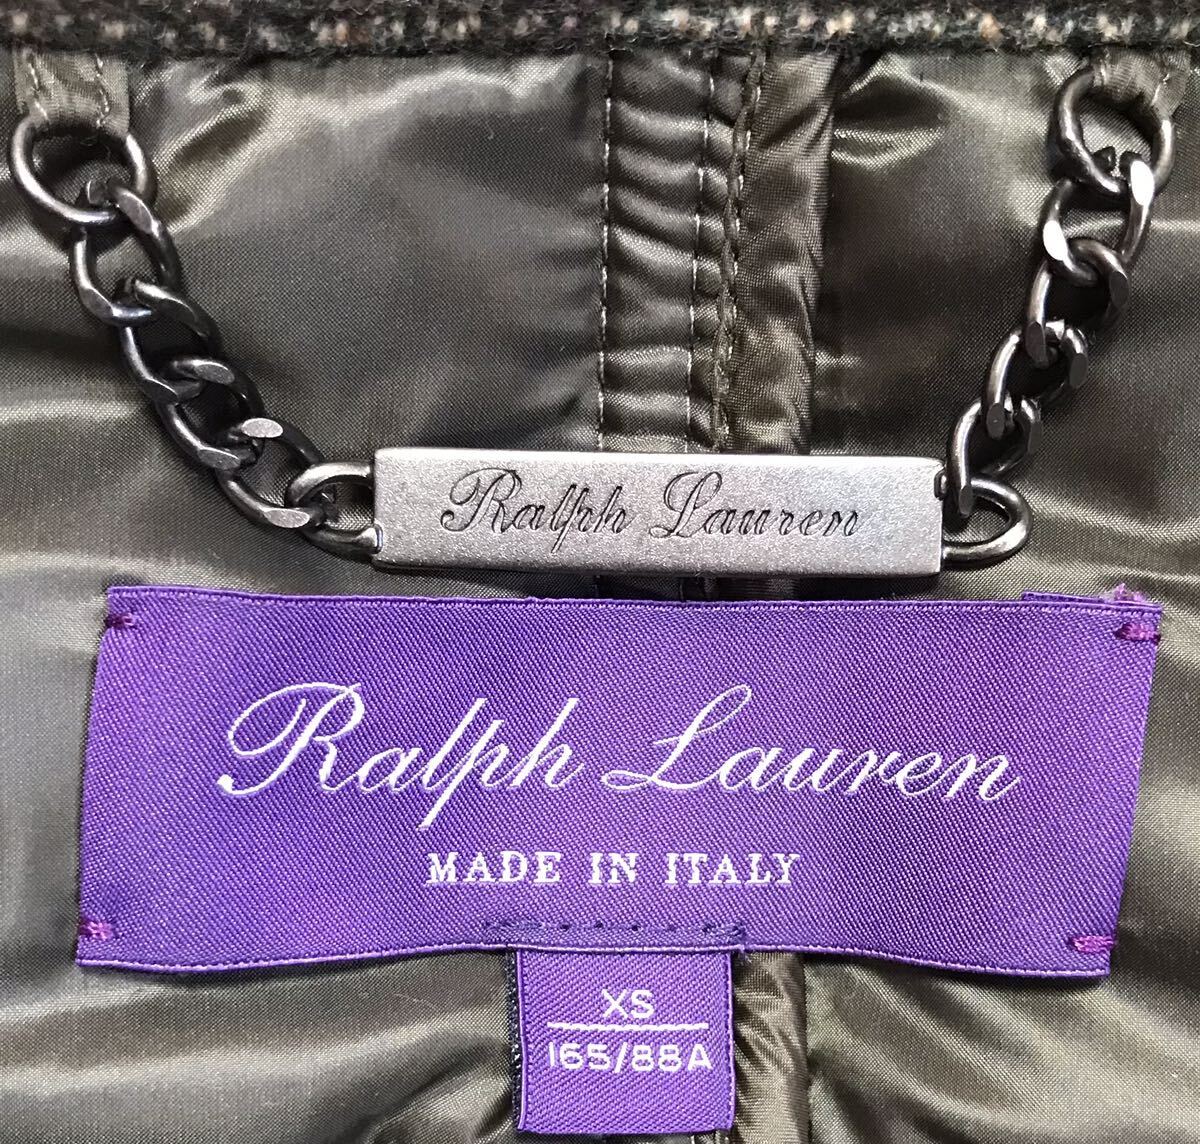 Ralph Lauren
Ralph Lauren
MADE IN ITALY
XS
165/88A